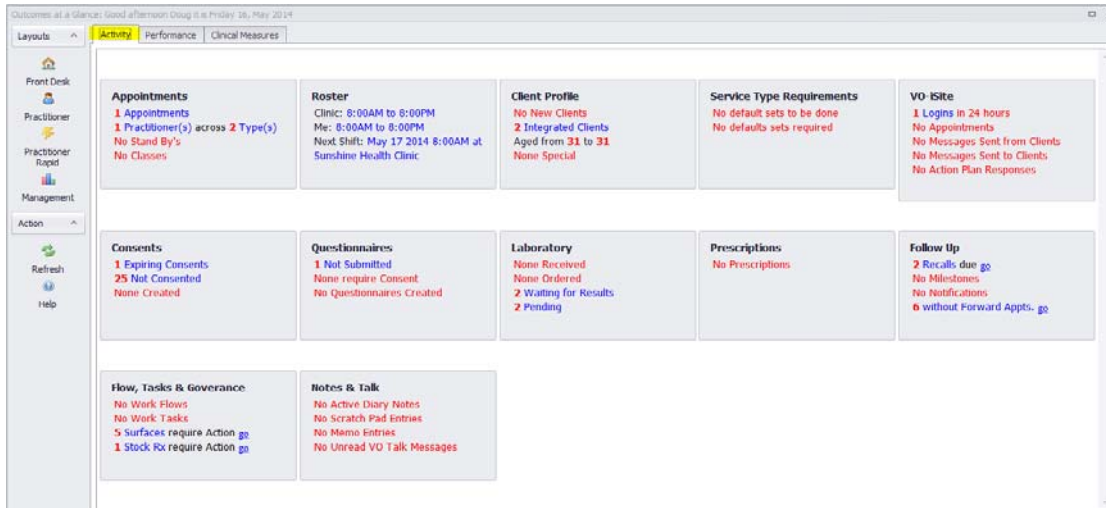 Outcomes at a Glance: Good afternoon Doug it is Friday 16, May 2014
Layouts
Front Desk
Practitioner
Practitioner
Rapid
Management
Action
Refresh
Help
Activity
Performance
Clinical Measures
Appointments
1 Appointments
1 Practitioner(s) across 2 Type(s)
No Stand By's
No Classes
Roster
Clinic: 8:00AM to 8:00PM
Me: 8:00AM to 8:00PM
Next Shift: May 17 2014 8:00AM at
Sunshine Health Clinic
Client Profile
No New Clients
2 Integrated Clients
Aged from 31 to 31
None Special
Service Type Requirements
No default sets to be done
No defaults sets required
VO-iSite
1 Logins in 24 hours
No Appointments
No Messages Sent from Clients
No Messages Sent to Clients
No Action Plan Responses
Consents
1 Expiring Consents
25 Not Consented
None Created
Questionnaires
1 Not Submitted
None require Consent
No Questionnaires Created
Laboratory
None Received
None Ordered
2 Waiting for Results
2 Pending
Prescriptions
No Prescriptions
Follow Up
2 Recalls due go
No Milestones
No Notifications
6 without Forward Appts. go
Flow, Tasks & Goverance
No Work Flows
No Work Tasks
5 Surfaces require Action go
1 Stock Rx require Action go
Notes & Talk
No Active Diary Notes
No Scratch Pad Entries
No Memo Entries
No Unread VO Talk Messages